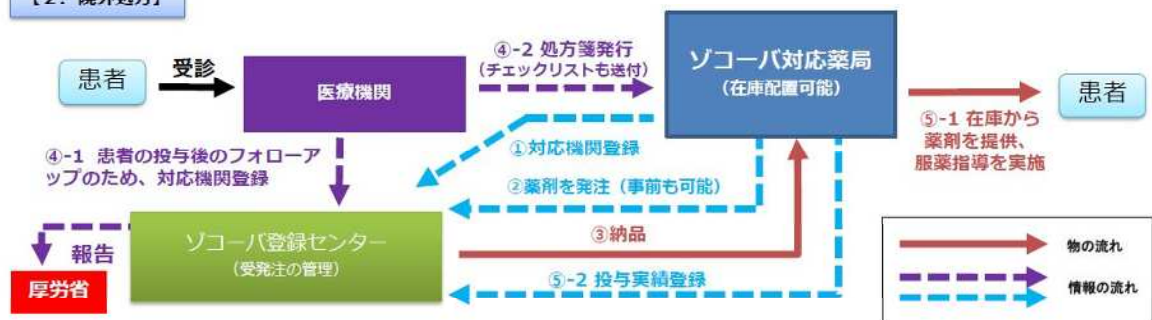 【2．院外処方】
患者
受診
医療機関
④-2 処方箋発行
（チェックリストも送付）
ゾコーバ対応薬局
（在庫配置可能）
患者
⑤-1 在庫から
薬剤を提供、
服薬指導を実施
④-1 患者の投与後のフォローア
ップのため、対応機関登録
①対応機関登録
②薬剤を発注（事前も可能）
ゾコーバ登録センター
（受発注の管理）
③納品
⑤-2 投与実績登録
報告
厚労省
物の流れ
情報の流れ